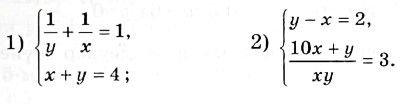 1) { 1/y + 1/x = 1,
x + y = 4;
2) { y − x = 2,
(10x + y)/(xy) = 3.